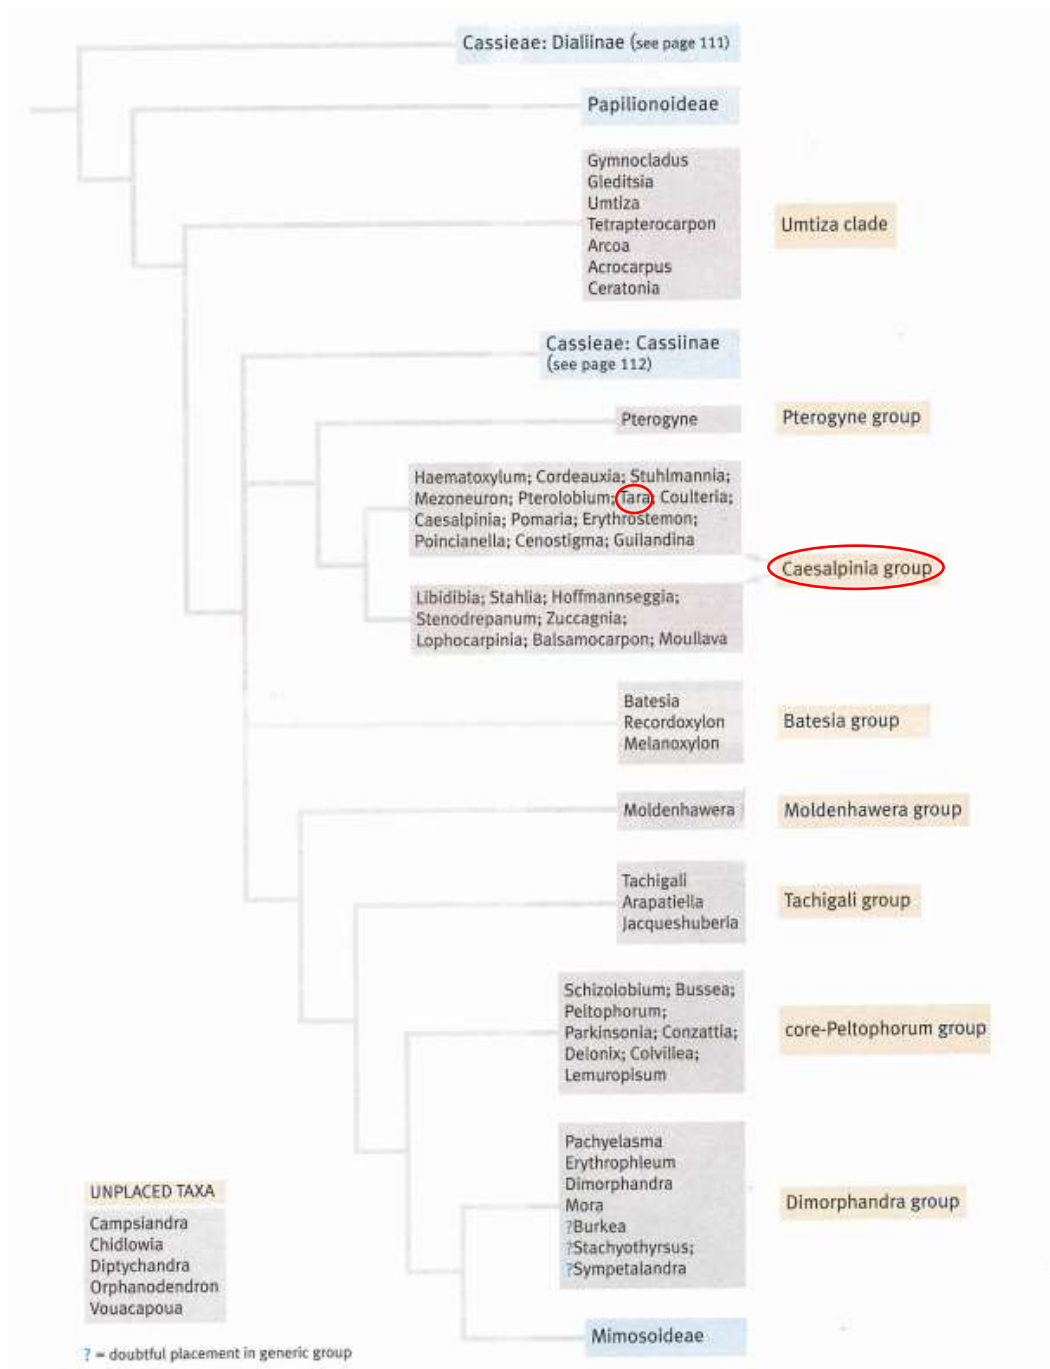 Cassieae: Dialiinae (see page 111)
Papilionoideae
Gymnocladus
Gleditsia
Umtiza
Tetrapterocarpon
Arcoa
Acrocarpus
Ceratonia
Umtiza clade
Cassieae: Cassiinae
(see page 112)
Pterogyne
Pterogyne group
Haematoxylum; Cordeauxia; Stuhlmannia;
Mezoneuron; Pterolobium; Tara; Coulteria;
Caesalpinia; Pomaria; Erythrostemon;
Poincianella; Cenostigma; Guilandina
Caesalpinia group
Libidibia; Stahlia; Hoffmannseggia;
Stenodrepanum; Zuccagnia;
Lophocarpinia; Balsamocarpon; Moullava
Batesia
Recordoxylon
Melanoxylon
Batesia group
Moldenhawera
Moldenhawera group
Tachigali
Arapatiella
Jacqueshuberia
Tachigali group
Schizolobium; Bussea;
Peltophorum;
Parkinsonia; Conzattia;
Delonix; Colvillea;
Lemuropisum
core-Peltophorum group
Pachyelasma
Erythrophleum
Dimorphandra
Mora
?Burkea
?Stachyothyrsus;
?Sympetalandra
Dimorphandra group
Mimosoideae
UNPLACED TAXA
Campsiandra
Chidlowia
Diptychandra
Orphanodendron
Vouacapoua
? = doubtful placement in generic group